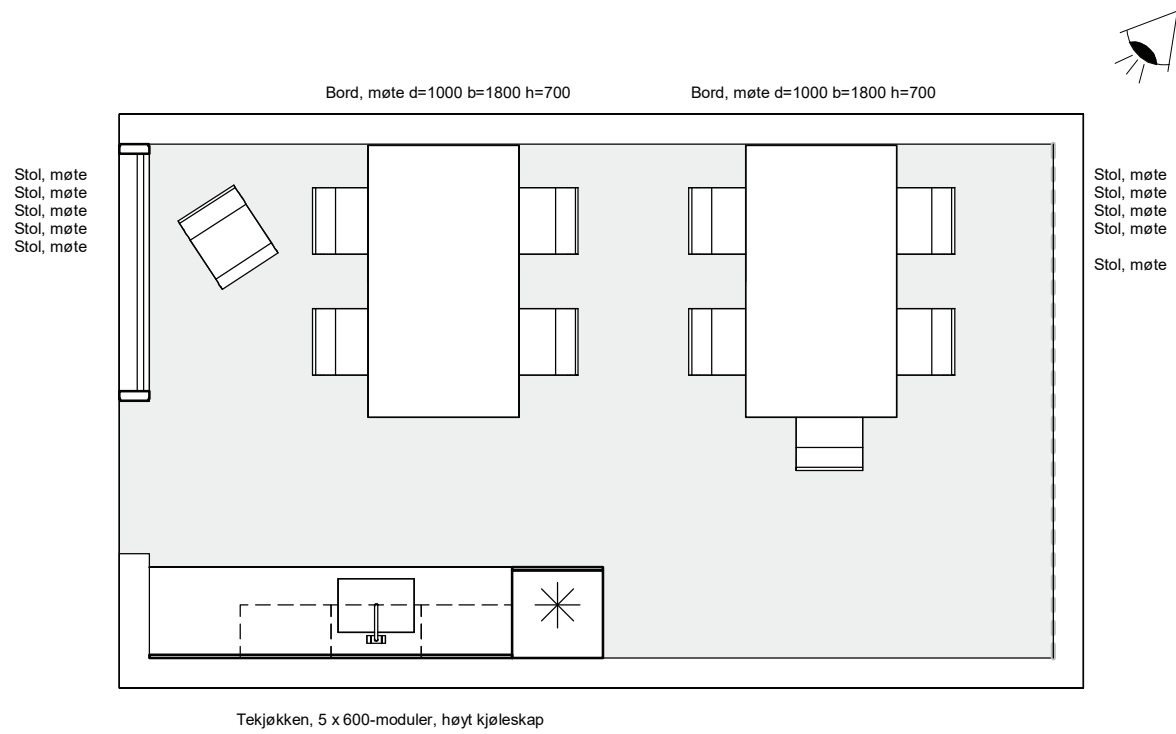 Bord, møte d=1000 b=1800 h=700
Bord, møte d=1000 b=1800 h=700
Stol, møte
Stol, møte
Stol, møte
Stol, møte
Stol, møte
Stol, møte
Stol, møte
Stol, møte
Stol, møte
Stol, møte
Tekjøkken, 5 x 600-moduler, høyt kjøleskap